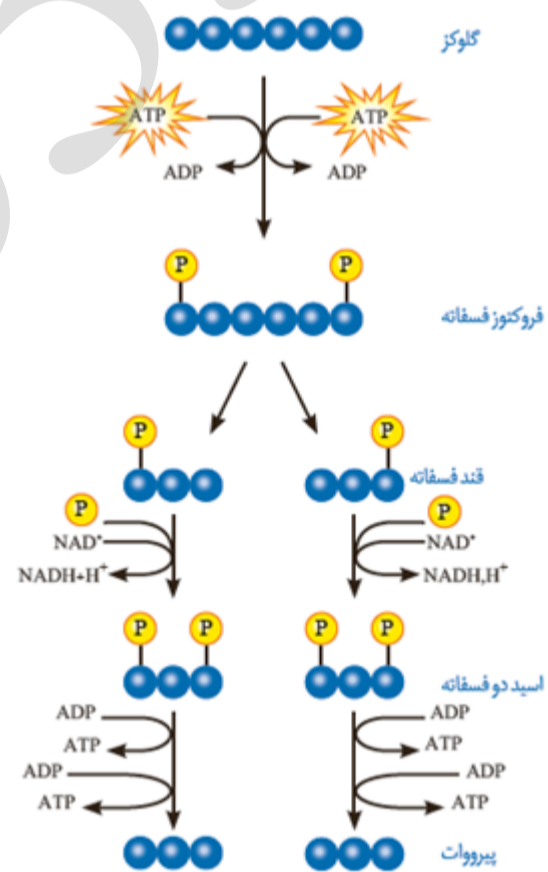 گلوکز
ATP ATP
ADP ADP
P P
فروکتوز فسفاته
P P
قند فسفاته
P P
NAD⁺ NAD⁺
NADH+H⁺ NADH,H⁺
P P P P
اسید دو فسفاته
ADP ADP
ATP ATP
ADP ADP
ATP ATP
پیرووات